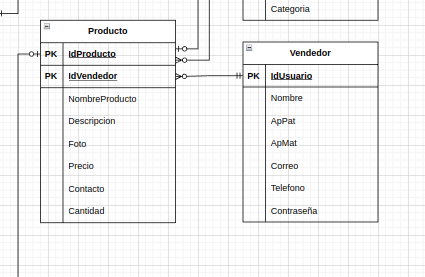 Categoria
Producto
PK IdProducto
PK IdVendedor
NombreProducto
Descripcion
Foto
Precio
Contacto
Cantidad
Vendedor
PK IdUsuario
Nombre
ApPat
ApMat
Correo
Telefono
Contraseña